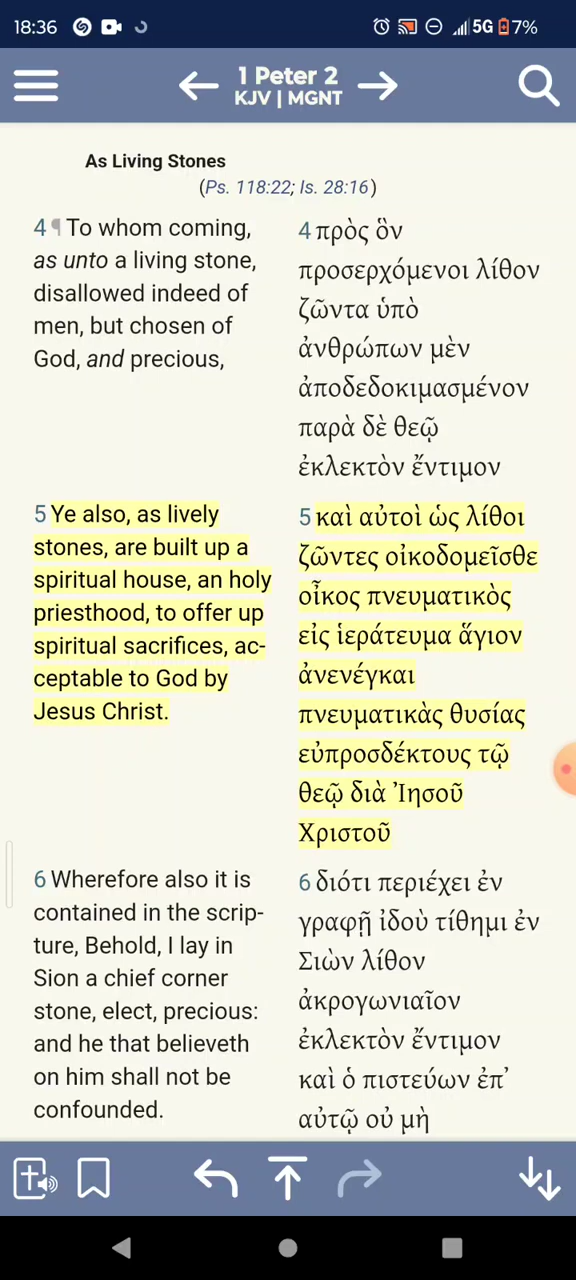 18:36
5G 7%
1 Peter 2
KJV | MGNT
As Living Stones
(Ps. 118:22; Is. 28:16)
4 ¶ To whom coming,
as unto a living stone,
disallowed indeed of
men, but chosen of
God, and precious,
4 πρὸς ὃν
προσερχόμενοι λίθον
ζῶντα ὑπὸ
ἀνθρώπων μὲν
ἀποδεδοκιμασμένον
παρὰ δὲ θεῷ
ἐκλεκτὸν ἔντιμον
5 Ye also, as lively
stones, are built up a
spiritual house, an holy
priesthood, to offer up
spiritual sacrifices, ac-
ceptable to God by
Jesus Christ.
5 καὶ αὐτοὶ ὡς λίθοι
ζῶντες οἰκοδομεῖσθε
οἶκος πνευματικὸς
εἰς ἱεράτευμα ἅγιον
ἀνενέγκαι
πνευματικὰς θυσίας
εὐπροσδέκτους τῷ
θεῷ διὰ Ἰησοῦ
Χριστοῦ
6 Wherefore also it is
contained in the scrip-
ture, Behold, I lay in
Sion a chief corner
stone, elect, precious:
and he that believeth
on him shall not be
confounded.
6 διότι περιέχει ἐν
γραφῇ ἰδοὺ τίθημι ἐν
Σιὼν λίθον
ἀκρογωνιαῖον
ἐκλεκτὸν ἔντιμον
καὶ ὁ πιστεύων ἐπ’
αὐτῷ οὐ μὴ